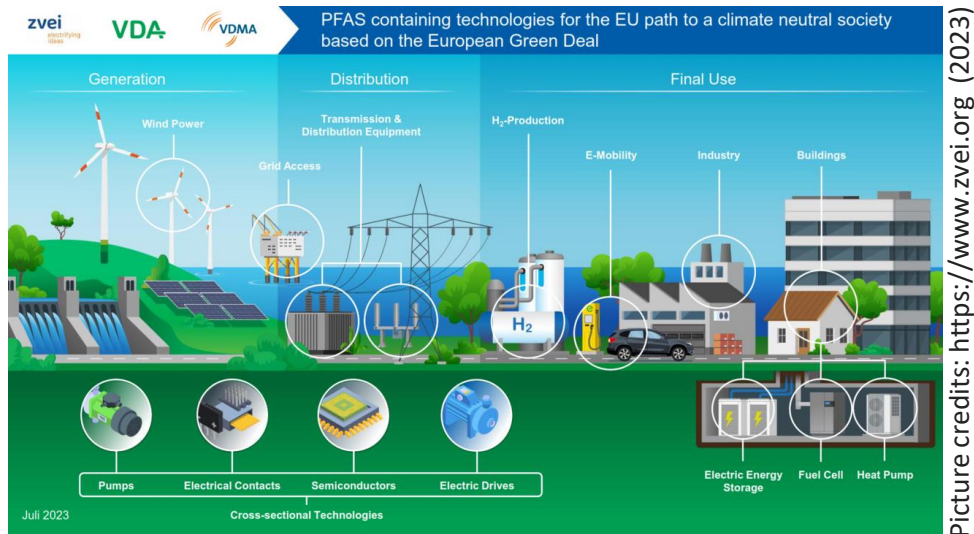 zvei
electrifying
ideas
VDA
VDMA
PFAS containing technologies for the EU path to a climate neutral society
based on the European Green Deal
Generation
Distribution
Final Use
Wind Power
Grid Access
Transmission &
Distribution Equipment
H₂-Production
E-Mobility
Industry
Buildings
H₂
Pumps
Electrical Contacts
Semiconductors
Electric Drives
Cross-sectional Technologies
Electric Energy
Storage
Fuel Cell
Heat Pump
Juli 2023
Picture credits: https://www.zvei.org (2023)